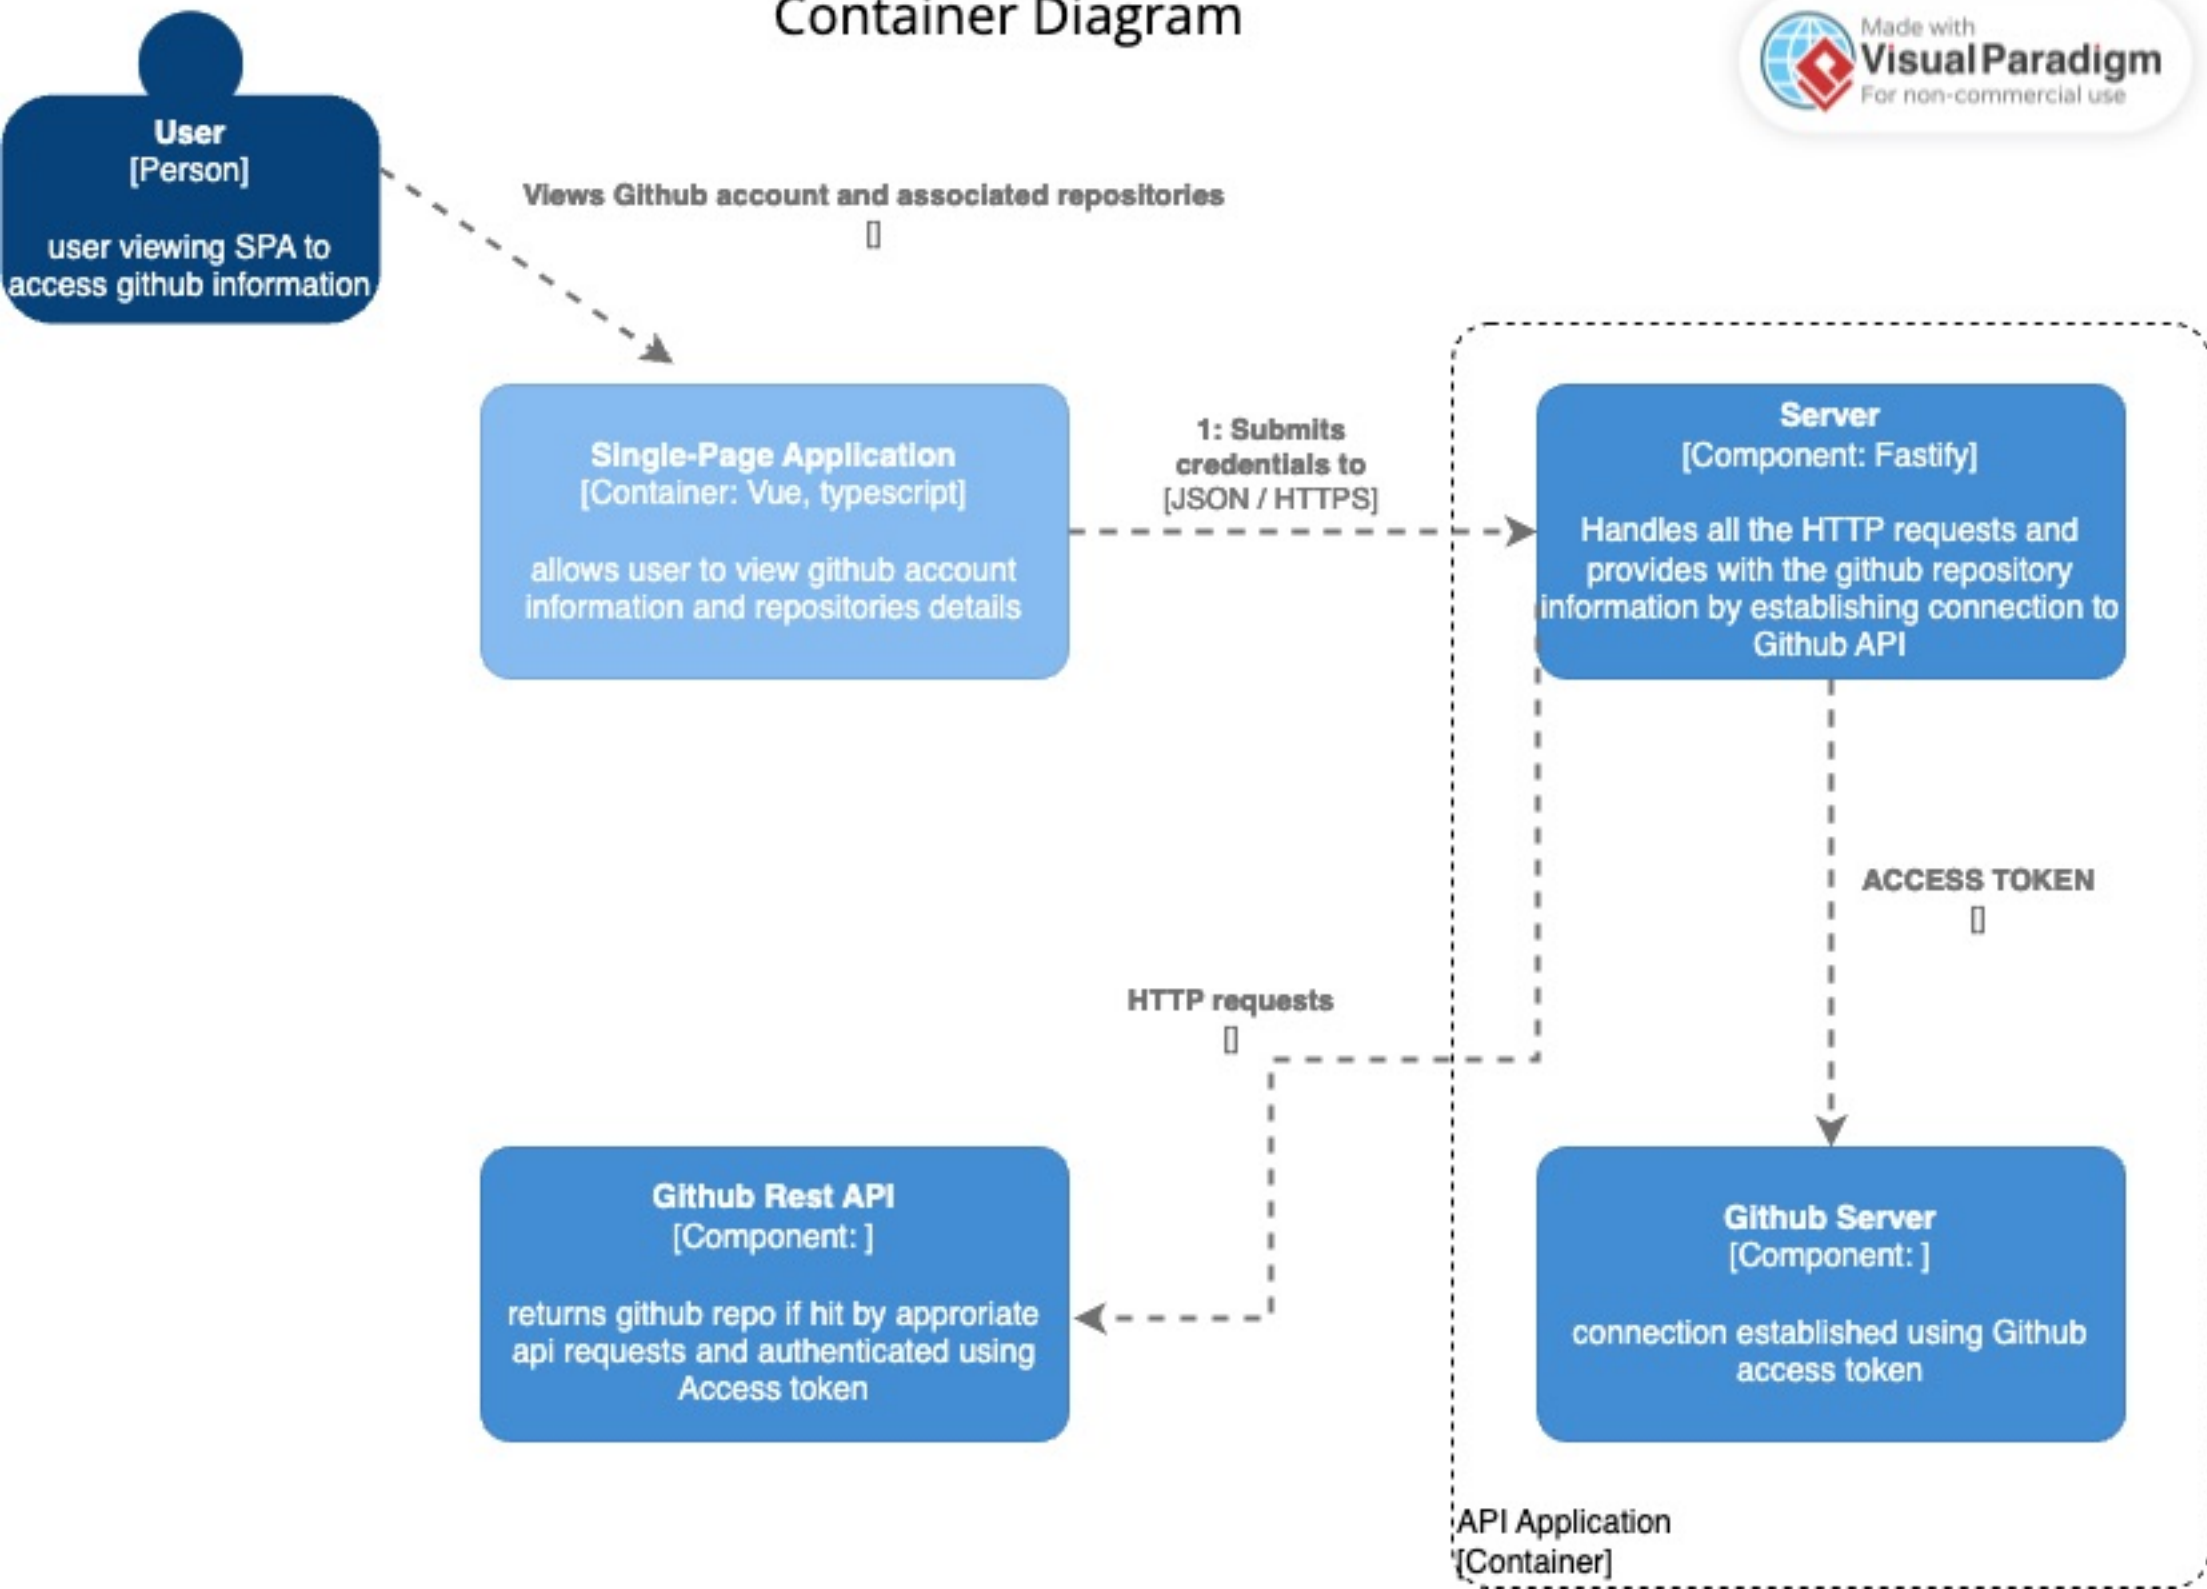 Container Diagram
Made with
Visual Paradigm
For non-commercial use
User
[Person]
user viewing SPA to
access github information
Views Github account and associated repositories
[]
Single-Page Application
[Container: Vue, typescript]
allows user to view github account
information and repositories details
1: Submits
credentials to
[JSON / HTTPS]
Server
[Component: Fastify]
Handles all the HTTP requests and
provides with the github repository
information by establishing connection to
Github API
ACCESS TOKEN
[]
HTTP requests
[]
Github Rest API
[Component: ]
returns github repo if hit by approriate
api requests and authenticated using
Access token
Github Server
[Component: ]
connection established using Github
access token
API Application
[Container]